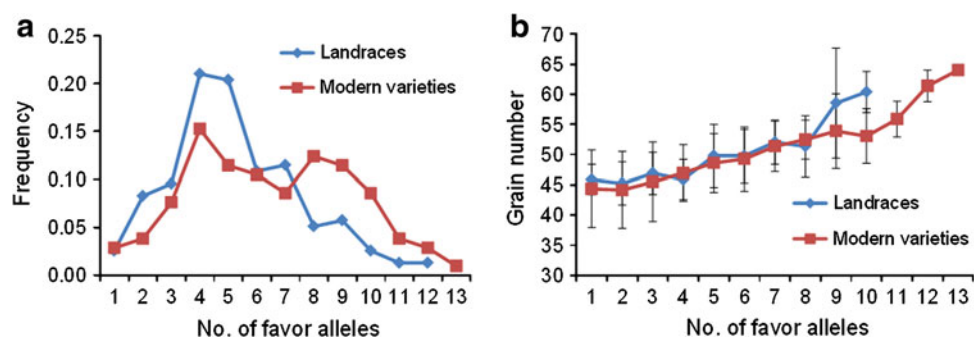 a
0.25
0.20
0.15
0.10
0.05
0.00
Frequency
Landraces
Modern varieties
1 2 3 4 5 6 7 8 9 10 11 12 13
No. of favor alleles
b
70
65
60
55
50
45
40
35
30
Grain number
Landraces
Modern varieties
1 2 3 4 5 6 7 8 9 10 11 12 13
No. of favor alleles